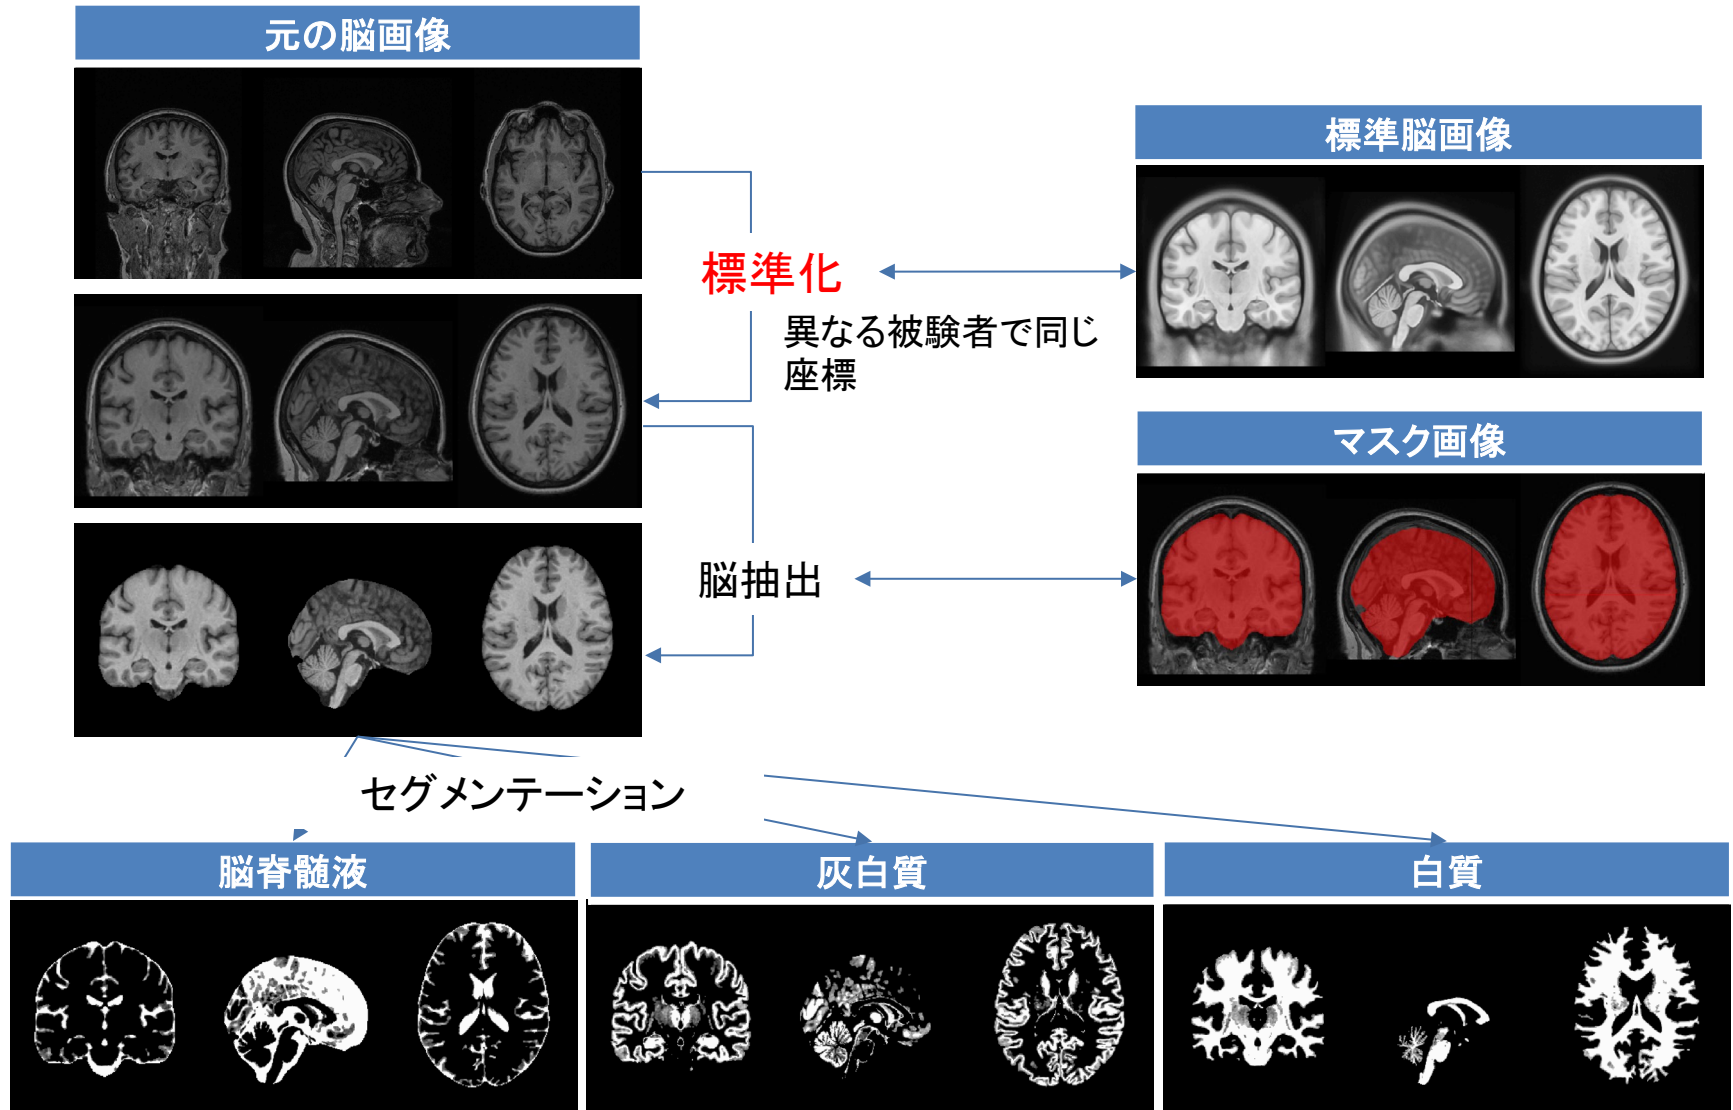 元の脳画像
標準脳画像
標準化
異なる被験者で同じ
座標
マスク画像
脳抽出
セグメンテーション
脳脊髄液
灰白質
白質